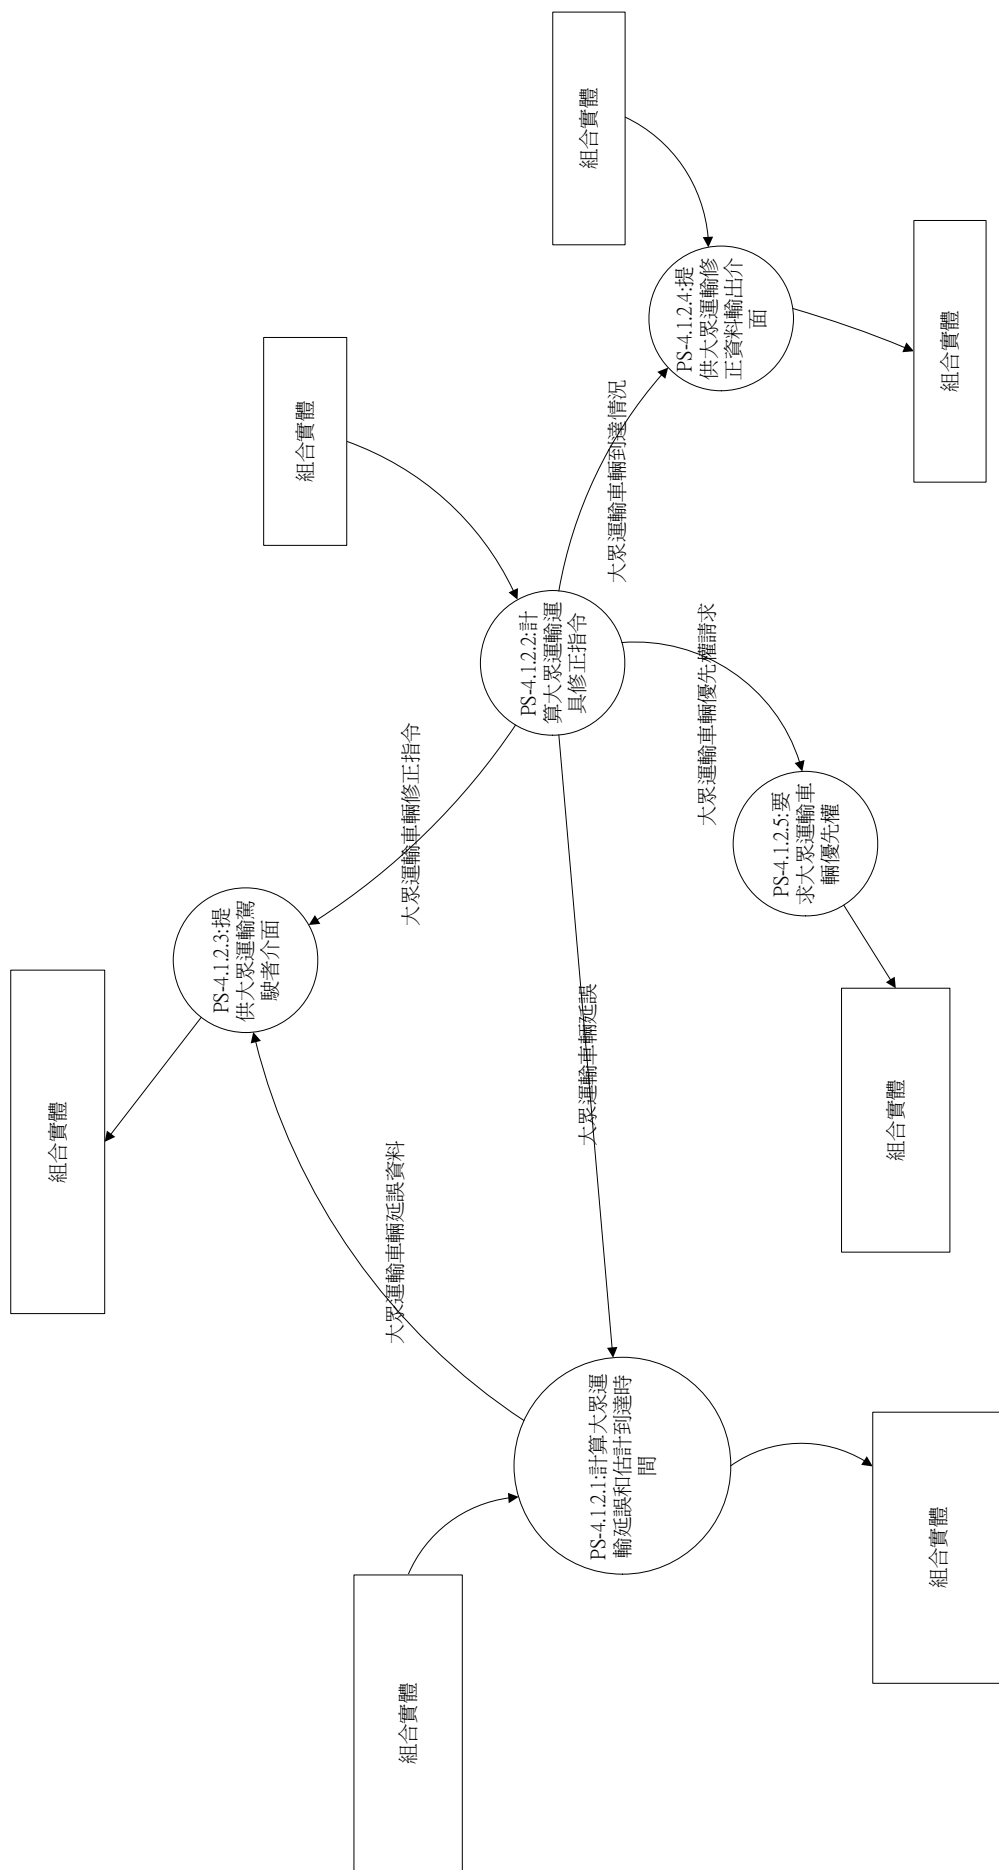 組合實體
PS-4.1.2.3:提
供大眾運輸駕
駛者介面
組合實體
大眾運輸車輛延誤資料
大眾運輸車輛修正指令
組合實體
PS-4.1.2.1:計算大眾運
輸延誤和估計到達時
間
大眾運輸車輛延誤
PS-4.1.2.2:計
算大眾運輸運
具修正指令
大眾運輸車輛到達情況
組合實體
PS-4.1.2.4:提
供大眾運輸修
正資料輸出介
面
大眾運輸車輛優先權請求
PS-4.1.2.5:要
求大眾運輸車
輛優先權
組合實體
組合實體
組合實體